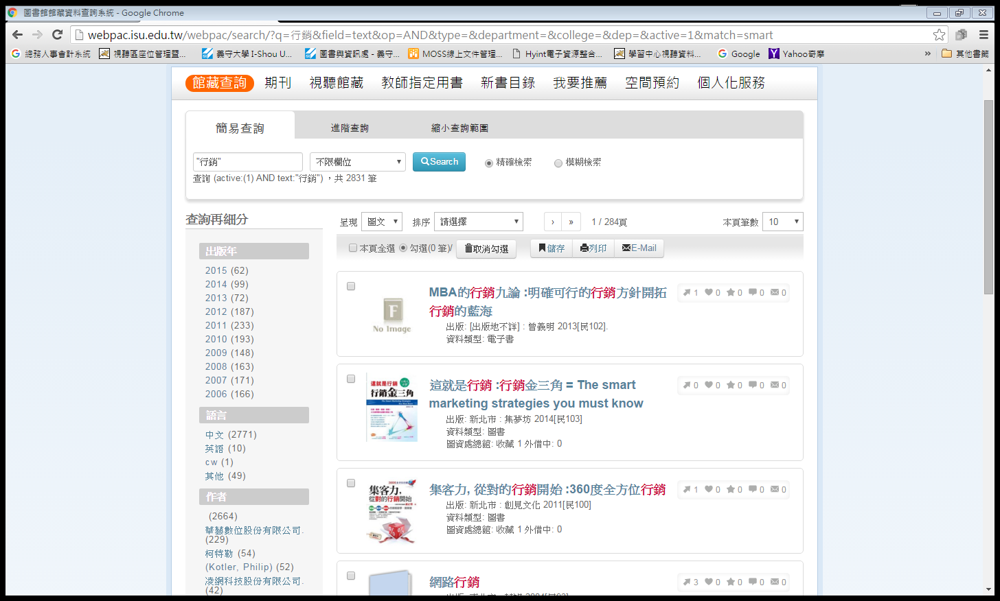 圖書館館藏資料查詢系統 - Google Chrome
webpac.isu.edu.tw/webpac/search/?q=行銷&field=text&op=AND&type=&department=&college=&dep=&active=1&match=smart
總務人事會計系統 視聽區座位管理暨... 義守大學 I-Shou U... 圖書與資訊處 - 義守... MOSS線上文件管理... Hyint電子資源整合... 學習中心視聽資料... Google Yahoo奇摩 » 其他書籤
館藏查詢 期刊 視聽館藏 教師指定用書 新書目錄 我要推薦 空間預約 個人化服務
簡易查詢 進階查詢 縮小查詢範圍
"行銷" 不限欄位 Search 精確檢索 模糊檢索
查詢 (active:(1) AND text:"行銷") ，共 2831 筆
查詢再細分
出版年
2015 (62)
2014 (99)
2013 (72)
2012 (187)
2011 (233)
2010 (193)
2009 (148)
2008 (163)
2007 (171)
2006 (166)
語言
中文 (2771)
英語 (10)
cw (1)
其他 (49)
作者
(2664)
華藝數位股份有限公司.
(229)
柯特勒 (54)
(Kotler, Philip) (52)
凌網科技股份有限公司.
(42)
呈現 圖文 排序 請選擇 › » 1 / 284頁 本頁筆數 10
本頁全選 勾選(0 筆)/ 取消勾選 儲存 列印 E-Mail
No Image
MBA的行銷九論 :明確可行的行銷方針開拓
行銷的藍海
1 0 0 0 0
出版: [出版地不詳] : 曾義明 2013[民102].
資料類型: 電子書
這就是行銷
行銷金三角
這就是行銷 :行銷金三角 = The smart
marketing strategies you must know
0 0 0 0 0
出版: 新北市 : 集夢坊 2014[民103]
資料類型: 圖書
圖資處總館: 收藏 1 外借中: 0
集客力,
從對的行銷開始
集客力, 從對的行銷開始 :360度全方位行銷
1 0 0 0 0
出版: 新北市 : 創見文化 2011[民100]
資料類型: 圖書
圖資處總館: 收藏 1 外借中: 0
網路行銷
3 0 0 0 0